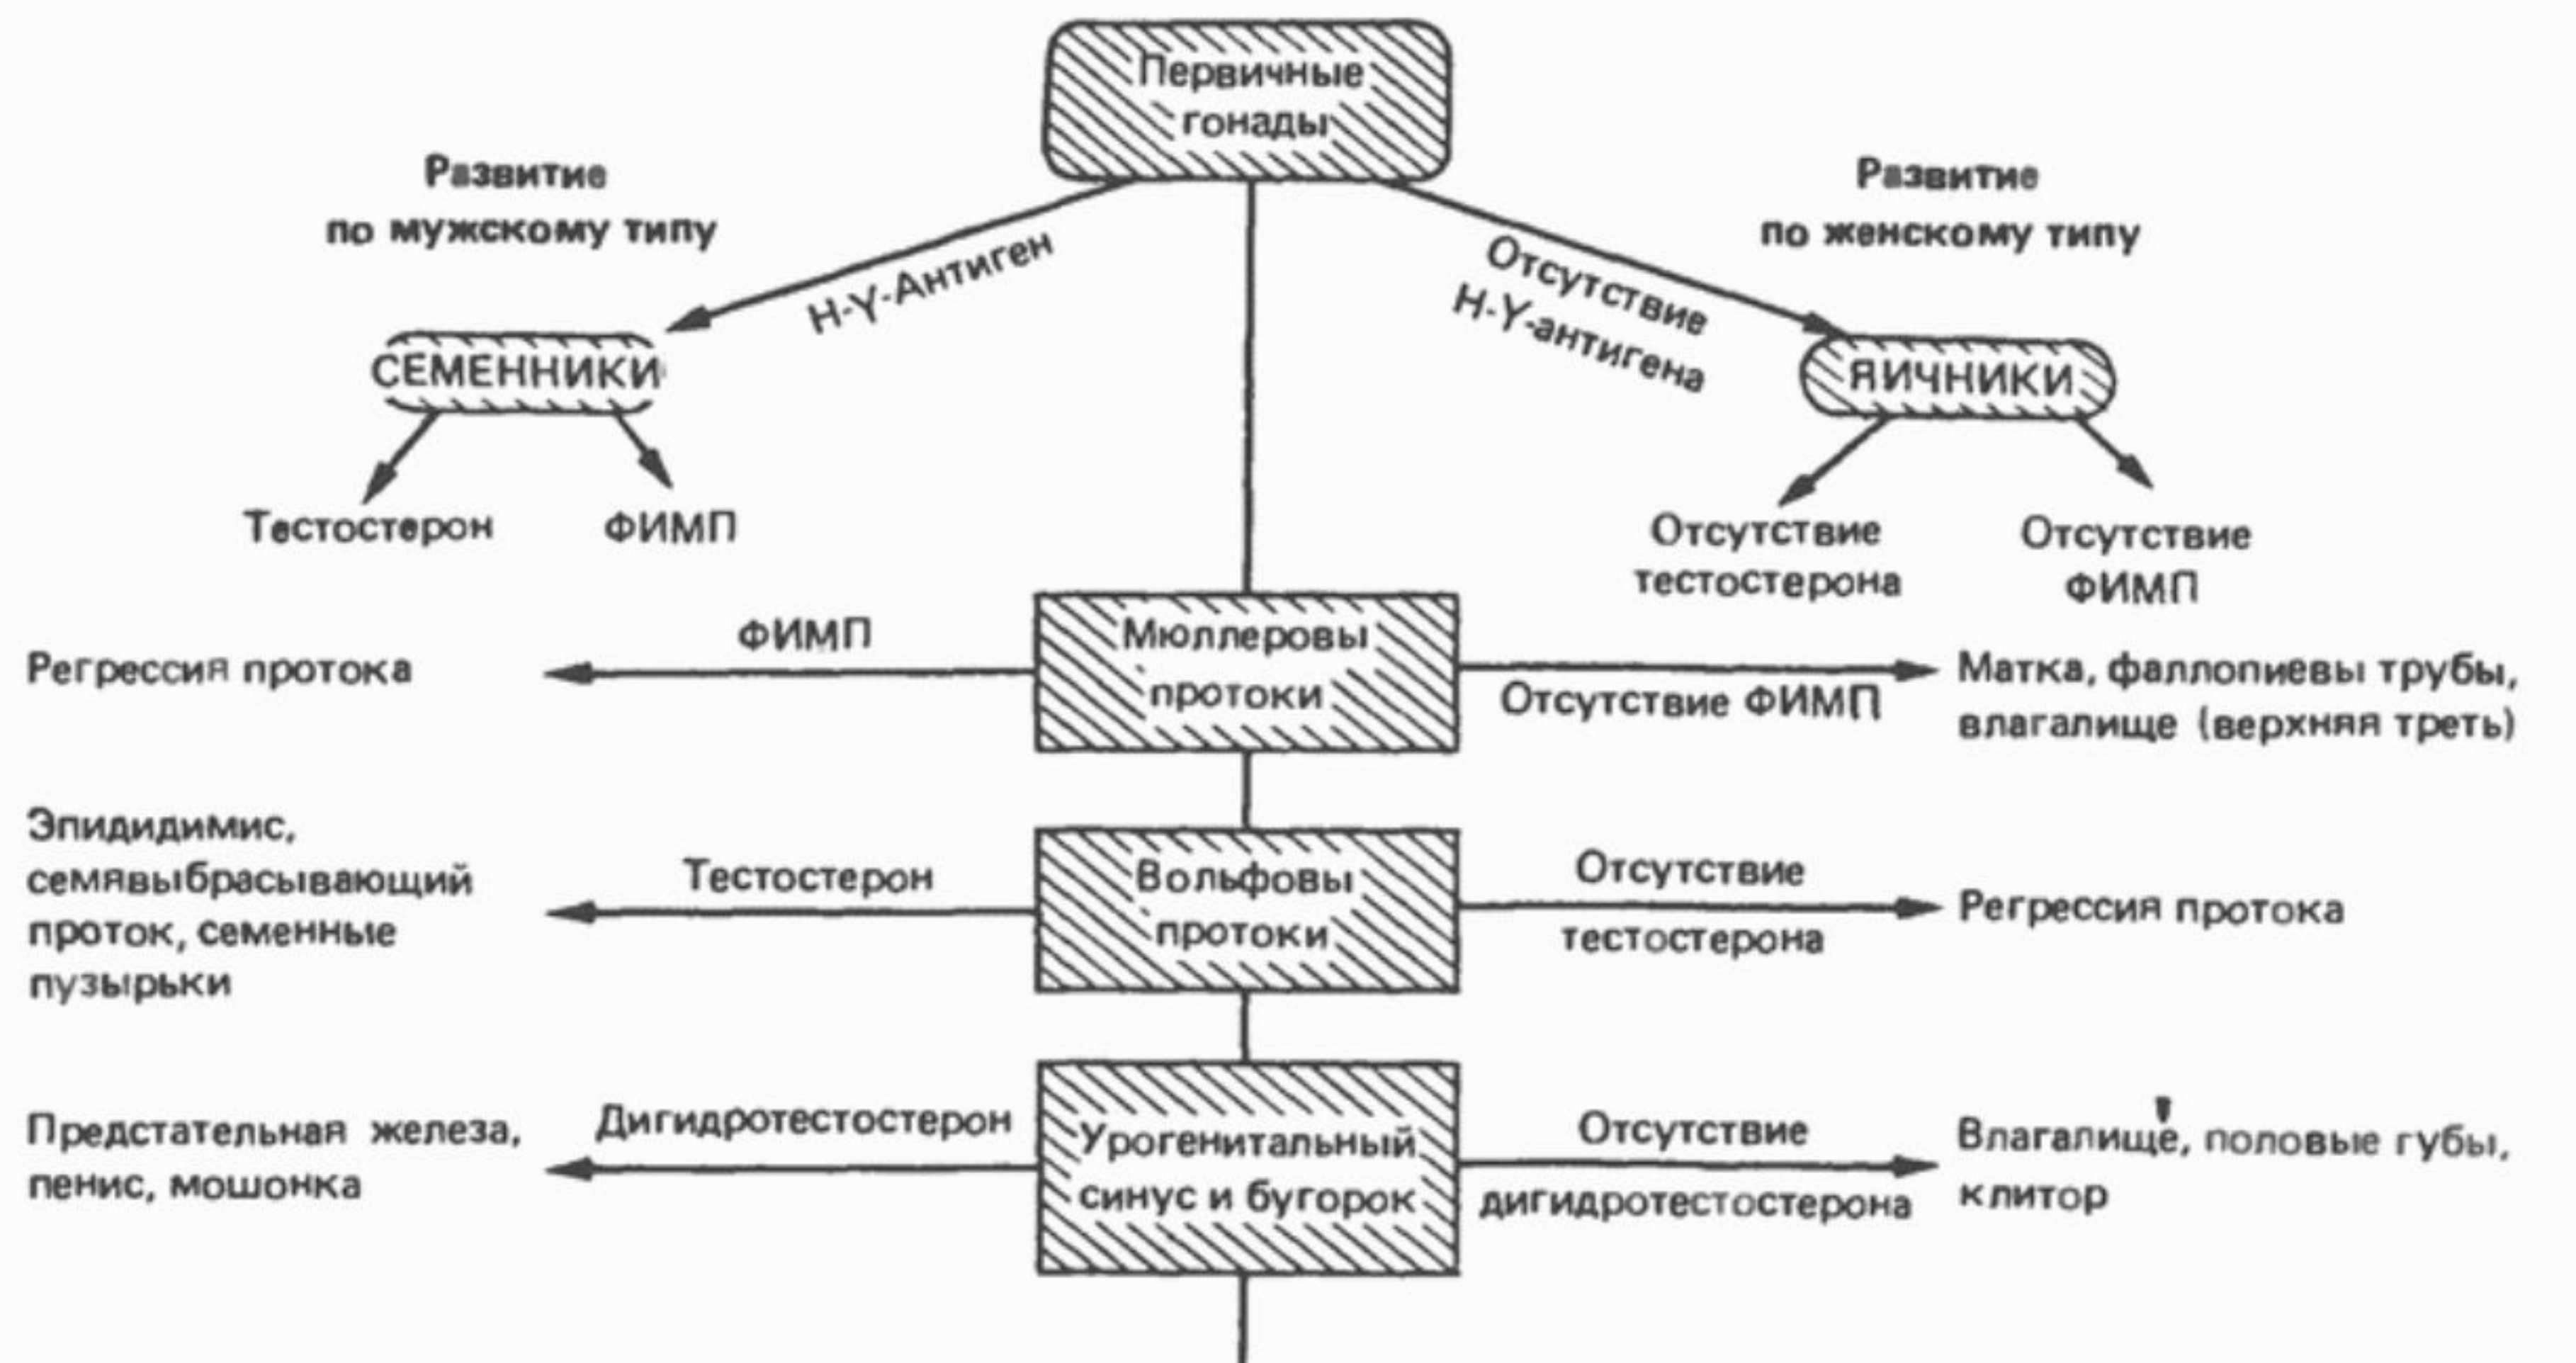 Первичные
гонады
Развитие
по мужскому типу
Развитие
по женскому типу
Н-Y-Антиген
Отсутствие
Н-Y-антигена
СЕМЕННИКИ
ЯИЧНИКИ
Тестостерон
ФИМП
Отсутствие
тестостерона
Отсутствие
ФИМП
Регрессия протока
ФИМП
Мюллеровы
протоки
Отсутствие ФИМП
Матка, фаллопиевы трубы,
влагалище (верхняя треть)
Эпидидимис,
семявыбрасывающий
проток, семенные
пузырьки
Тестостерон
Вольфовы
протоки
Отсутствие
тестостерона
Регрессия протока
Предстательная железа,
пенис, мошонка
Дигидротестостерон
Урогенитальный
синус и бугорок
Отсутствие
дигидротестостерона
Влагалище, половые губы,
клитор